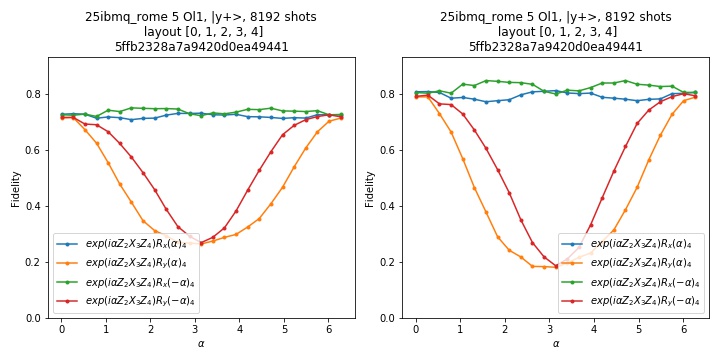 25ibmq_rome 5 Ol1, |y+>, 8192 shots
layout [0, 1, 2, 3, 4]
5ffb2328a7a9420d0ea49441
Fidelity
0.8
0.6
0.4
0.2
0.0
exp(iαZ₂X₃Z₄)Rₓ(α)₄
exp(iαZ₂X₃Z₄)Rᵧ(α)₄
exp(iαZ₂X₃Z₄)Rₓ(−α)₄
exp(iαZ₂X₃Z₄)Rᵧ(−α)₄
0 1 2 3 4 5 6
α
25ibmq_rome 5 Ol1, |y+>, 8192 shots
layout [0, 1, 2, 3, 4]
5ffb2328a7a9420d0ea49441
Fidelity
0.8
0.6
0.4
0.2
0.0
exp(iαZ₂X₃Z₄)Rₓ(α)₄
exp(iαZ₂X₃Z₄)Rᵧ(α)₄
exp(iαZ₂X₃Z₄)Rₓ(−α)₄
exp(iαZ₂X₃Z₄)Rᵧ(−α)₄
0 1 2 3 4 5 6
α